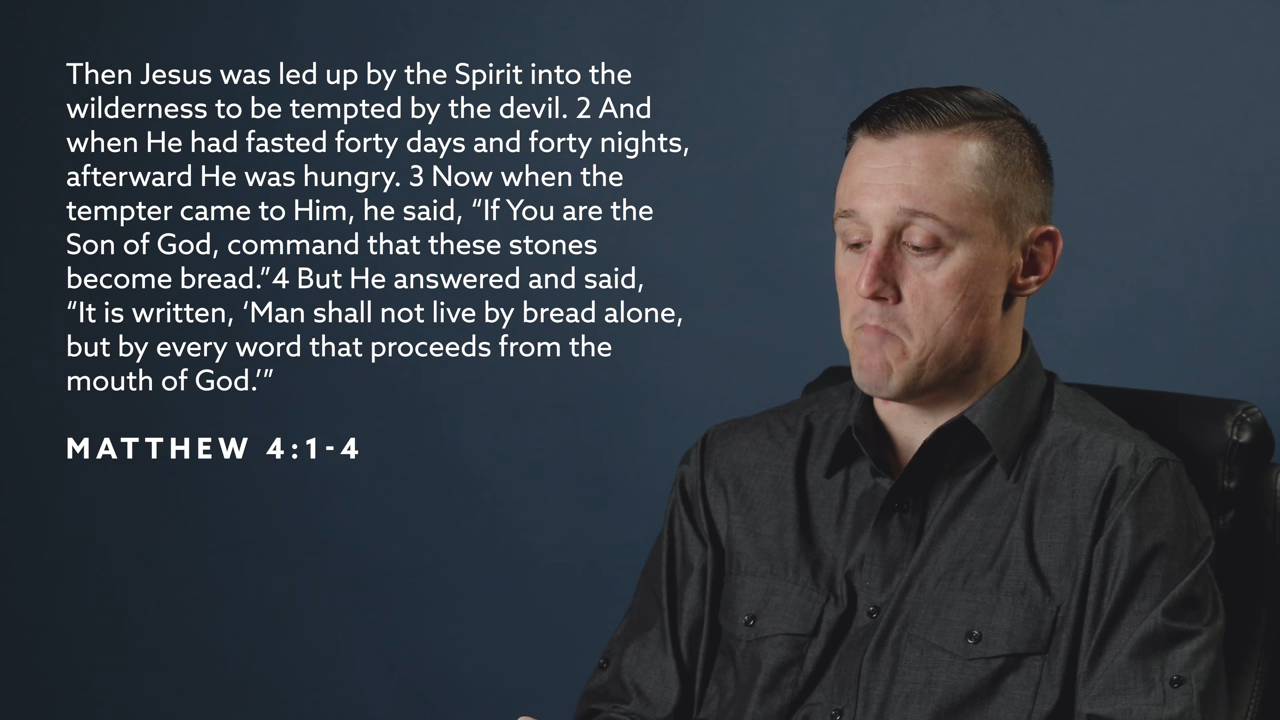 Then Jesus was led up by the Spirit into the
wilderness to be tempted by the devil. 2 And
when He had fasted forty days and forty nights,
afterward He was hungry. 3 Now when the
tempter came to Him, he said, “If You are the
Son of God, command that these stones
become bread.”4 But He answered and said,
“It is written, ‘Man shall not live by bread alone,
but by every word that proceeds from the
mouth of God.’”
MATTHEW 4:1-4